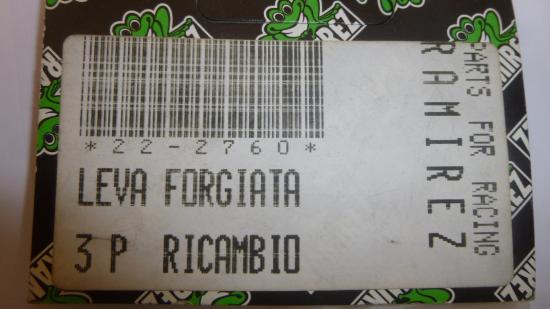 *22-2760*
LEVA FORGIATA
3 P RICAMBIO
PARTS FOR RACING
RAMIREZ